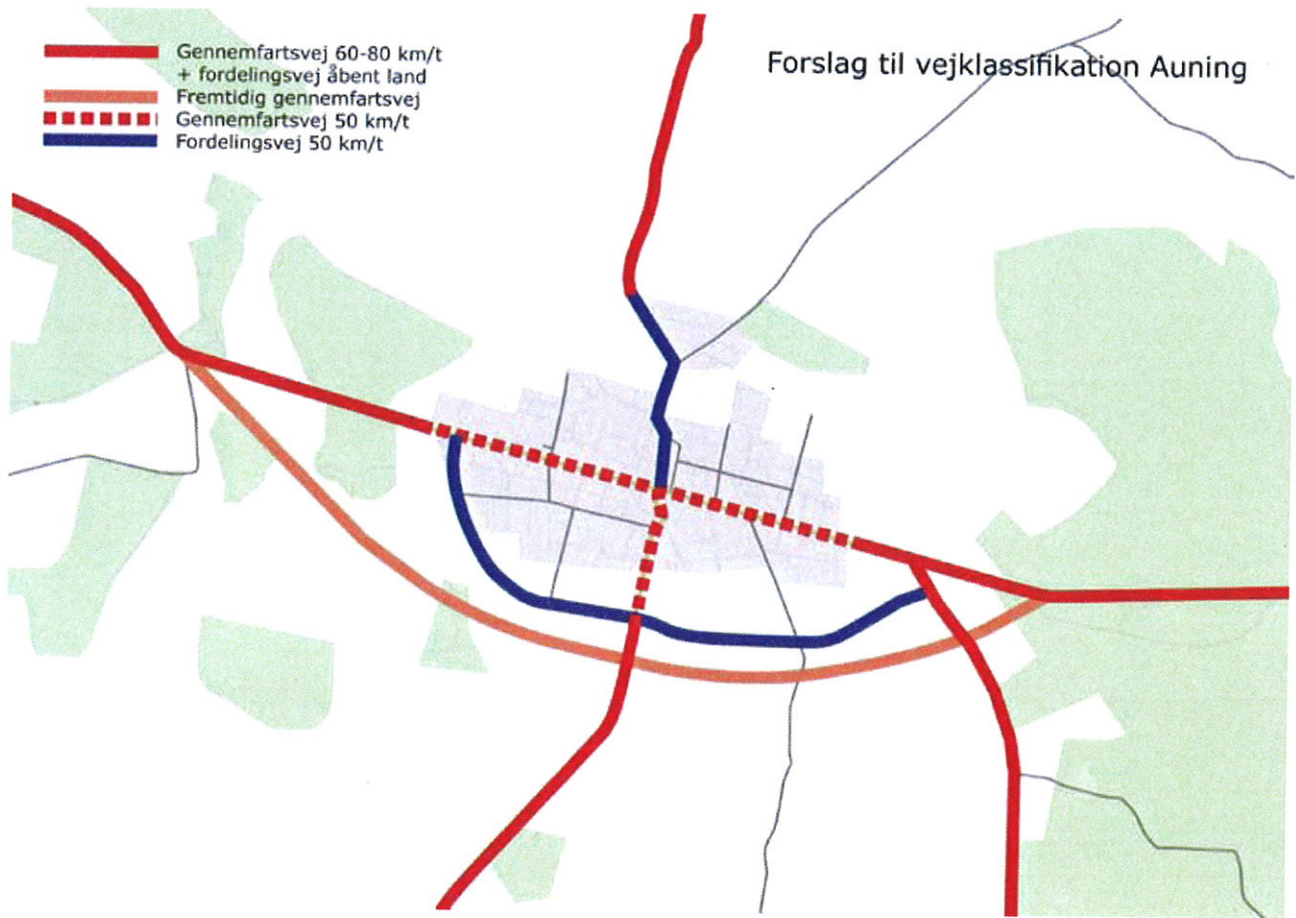 Gennemfartsvej 60-80 km/t
+ fordelingsvej åbent land
Fremtidig gennemfartsvej
Gennemfartsvej 50 km/t
Fordelingsvej 50 km/t
Forslag til vejklassifikation Auning